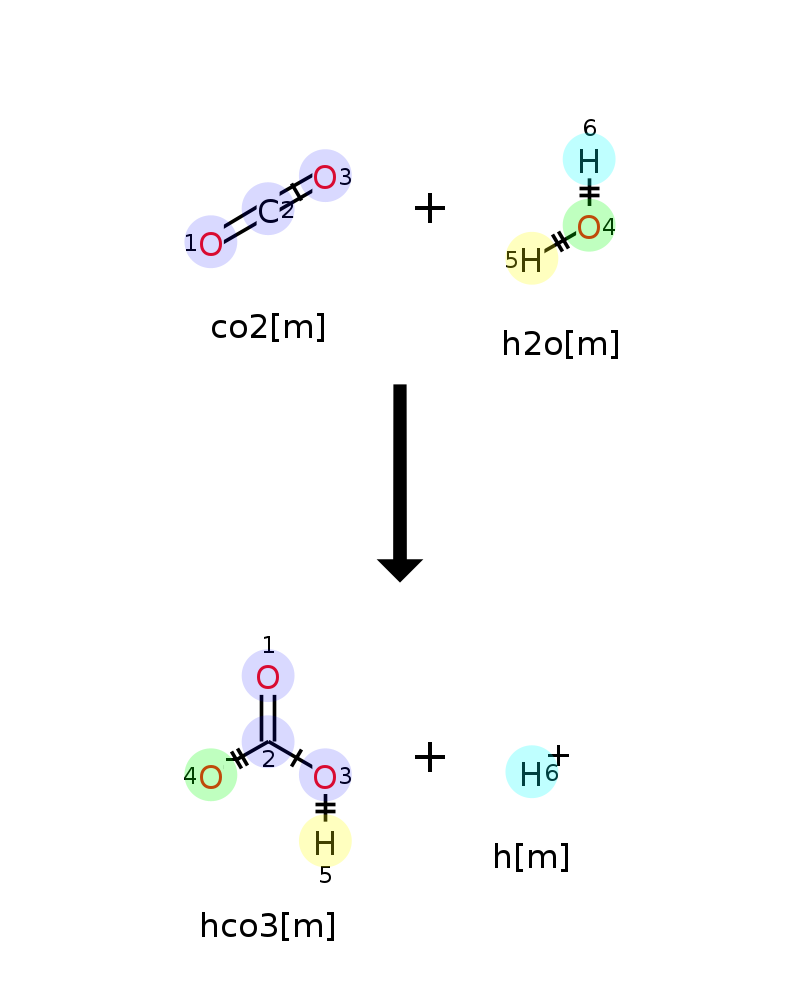 6
H
O 3
C 2
1 O
O 4
5 H
+
co2[m]
h2o[m]
1
O
2
4 O -
O 3
H
5
+
H 6 +
hco3[m]
h[m]